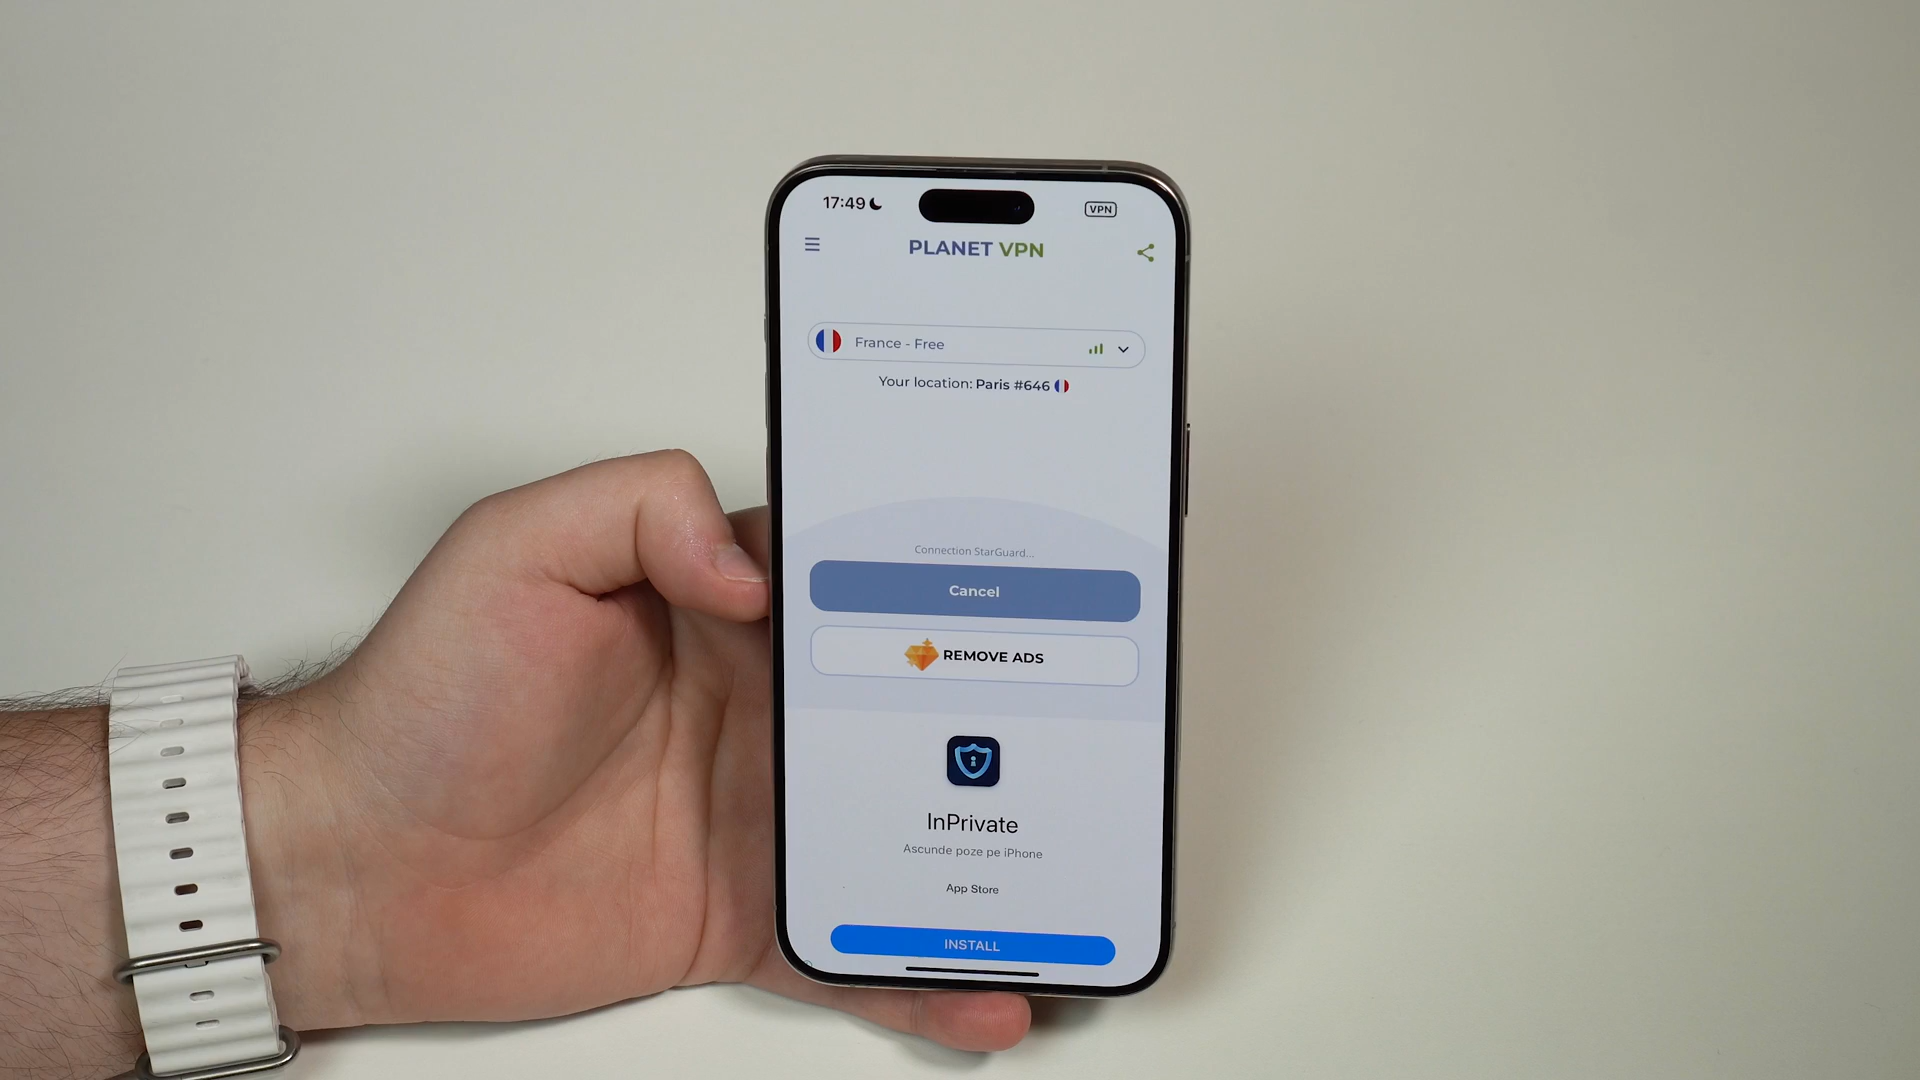 17:49
VPN
PLANET VPN
France - Free
Your location: Paris #646
Connection StarGuard...
Cancel
REMOVE ADS
InPrivate
Ascunde poze pe iPhone
App Store
INSTALL